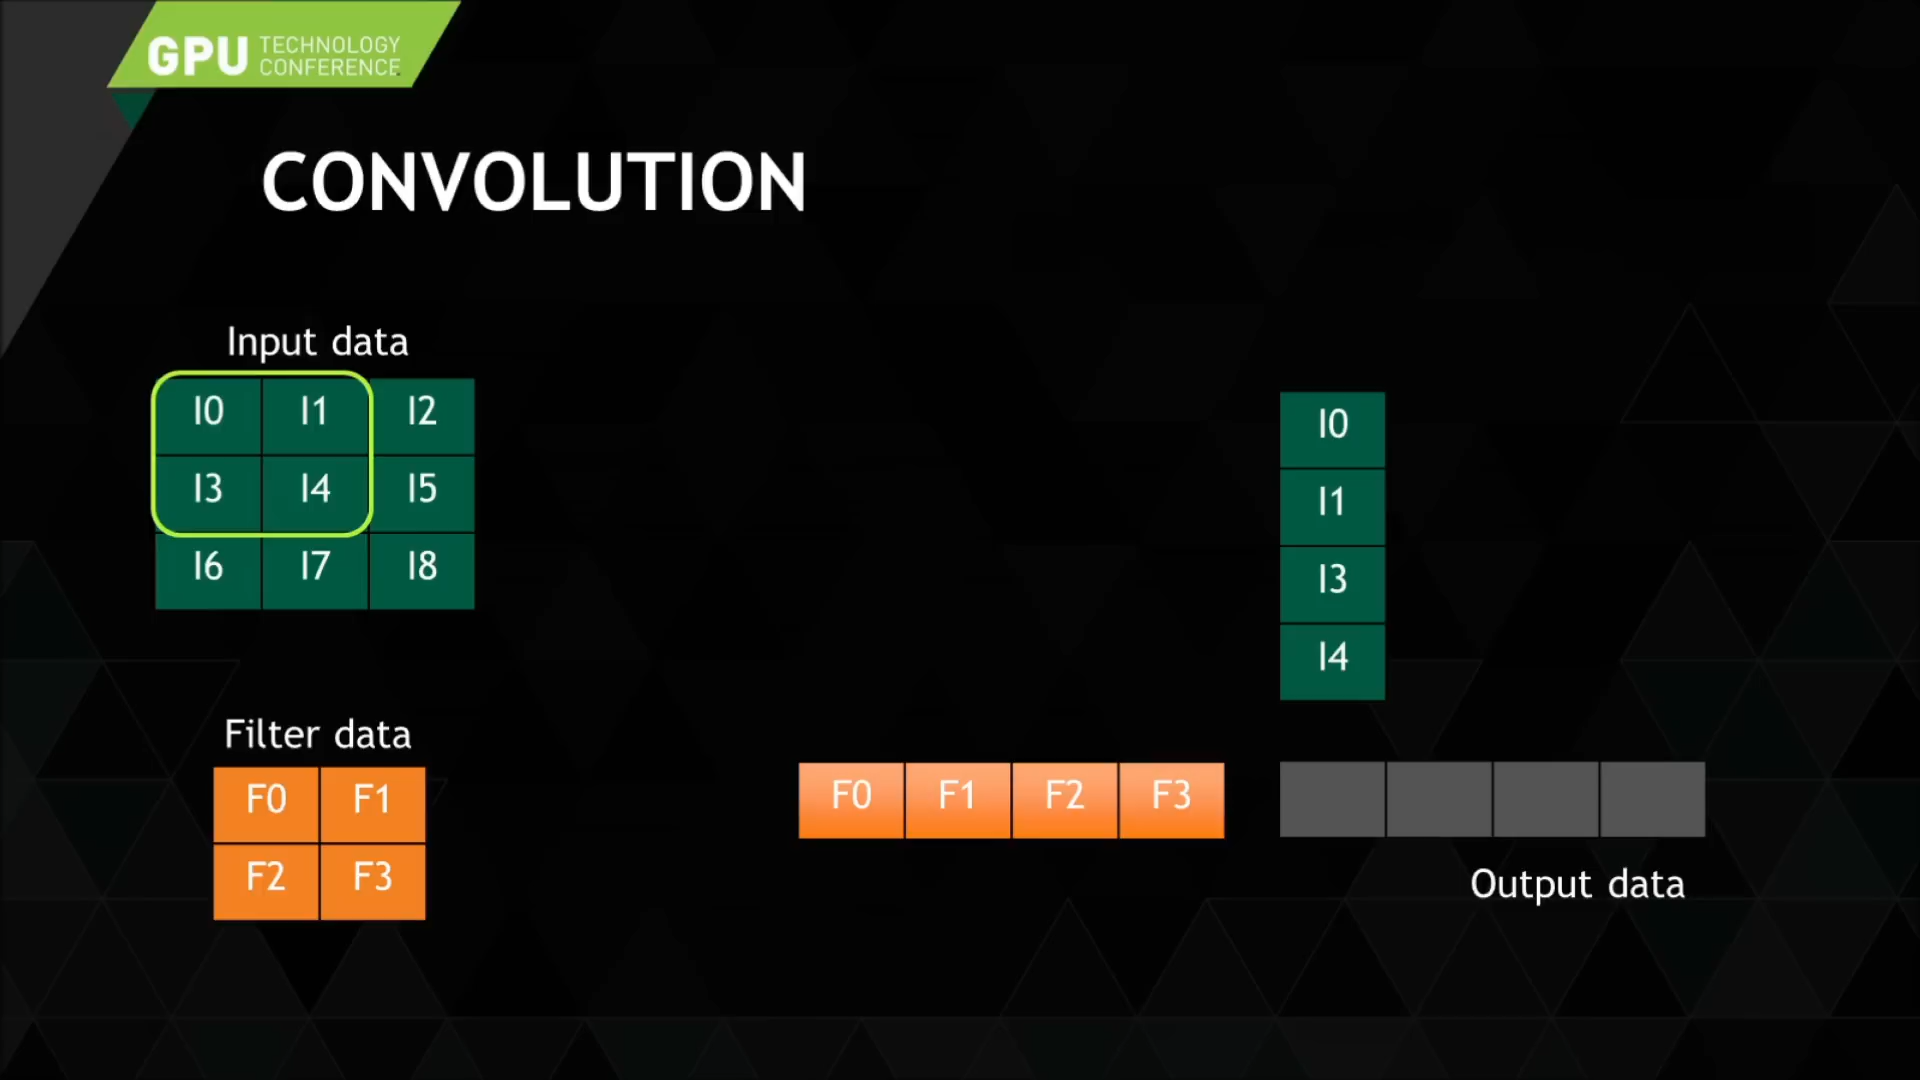 GPU TECHNOLOGY CONFERENCE
CONVOLUTION
Input data
I0 I1 I2
I3 I4 I5
I6 I7 I8
Filter data
F0 F1
F2 F3
I0
I1
I3
I4
F0 F1 F2 F3
Output data